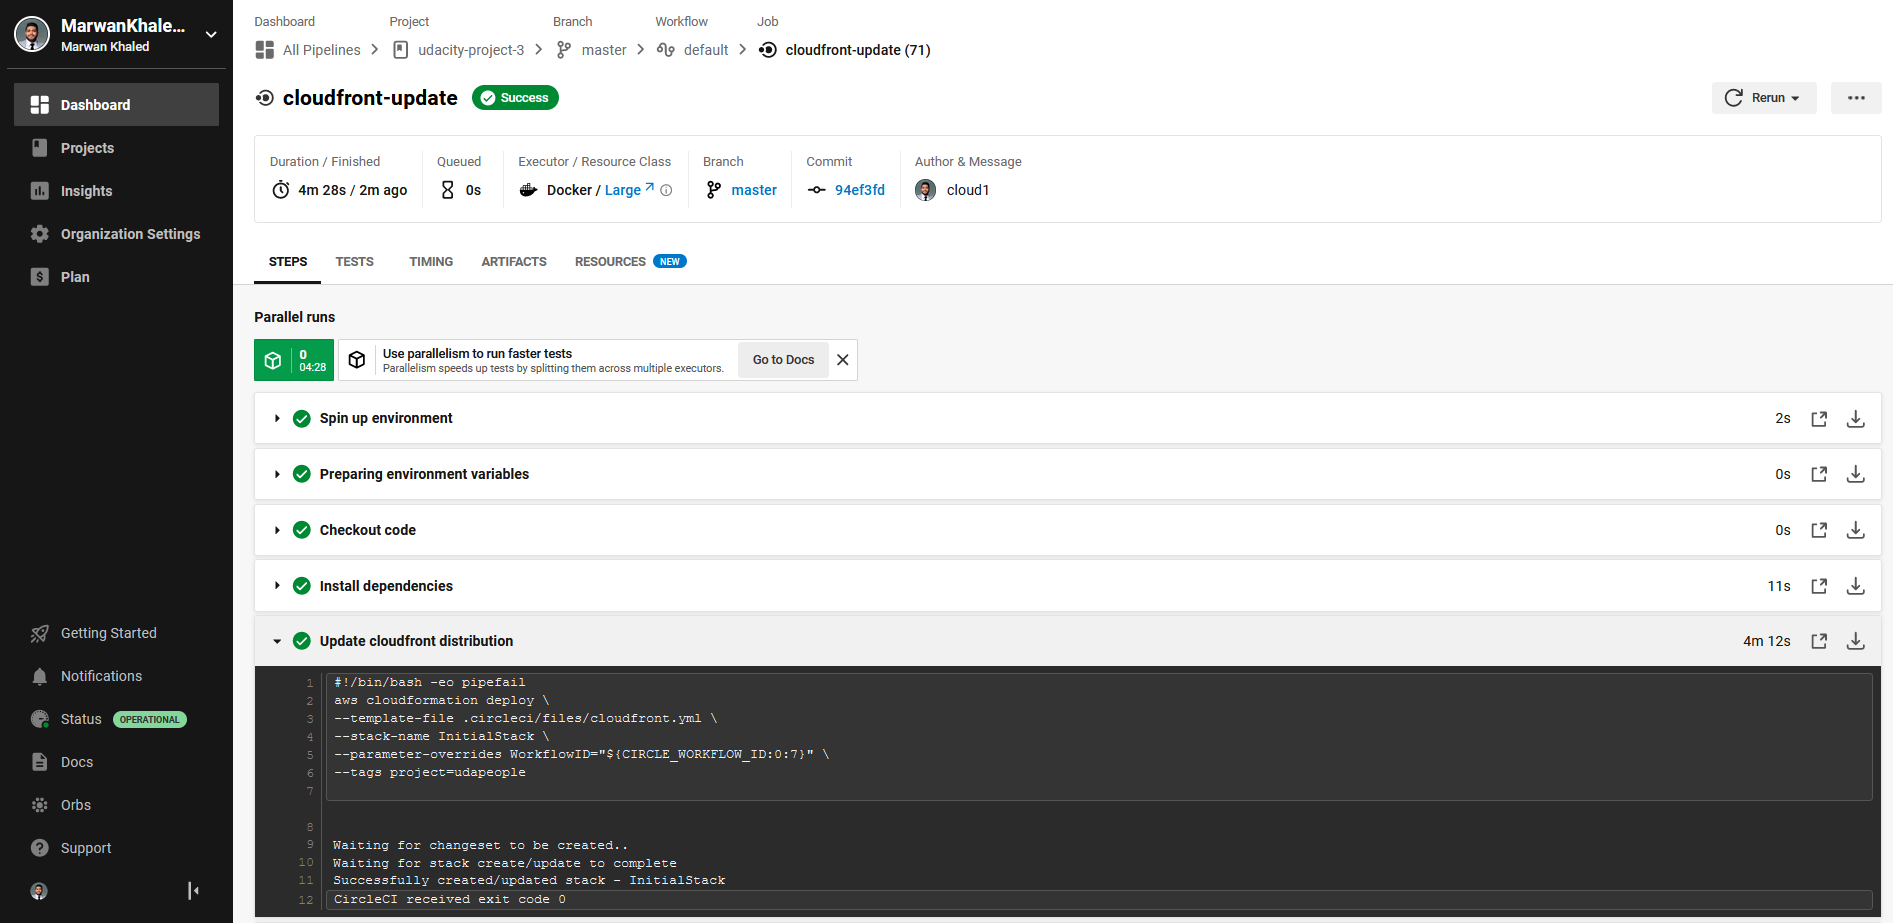 MarwanKhale...
Marwan Khaled
Dashboard
Projects
Insights
Organization Settings
Plan
Getting Started
Notifications
Status OPERATIONAL
Docs
Orbs
Support
Dashboard Project Branch Workflow Job
All Pipelines udacity-project-3 master default cloudfront-update (71)
cloudfront-update Success
Rerun
Duration / Finished Queued Executor / Resource Class Branch Commit Author & Message
4m 28s / 2m ago 0s Docker / Large master 94ef3fd cloud1
STEPS TESTS TIMING ARTIFACTS RESOURCES NEW
Parallel runs
0
04:28
Use parallelism to run faster tests
Parallelism speeds up tests by splitting them across multiple executors.
Go to Docs
Spin up environment 2s
Preparing environment variables 0s
Checkout code 0s
Install dependencies 11s
Update cloudfront distribution 4m 12s
1 #!/bin/bash -eo pipefail
2 aws cloudformation deploy \
3 --template-file .circleci/files/cloudfront.yml \
4 --stack-name InitialStack \
5 --parameter-overrides WorkflowID="${CIRCLE_WORKFLOW_ID:0:7}" \
6 --tags project=udapeople
7
8
9 Waiting for changeset to be created..
10 Waiting for stack create/update to complete
11 Successfully created/updated stack - InitialStack
12 CircleCI received exit code 0